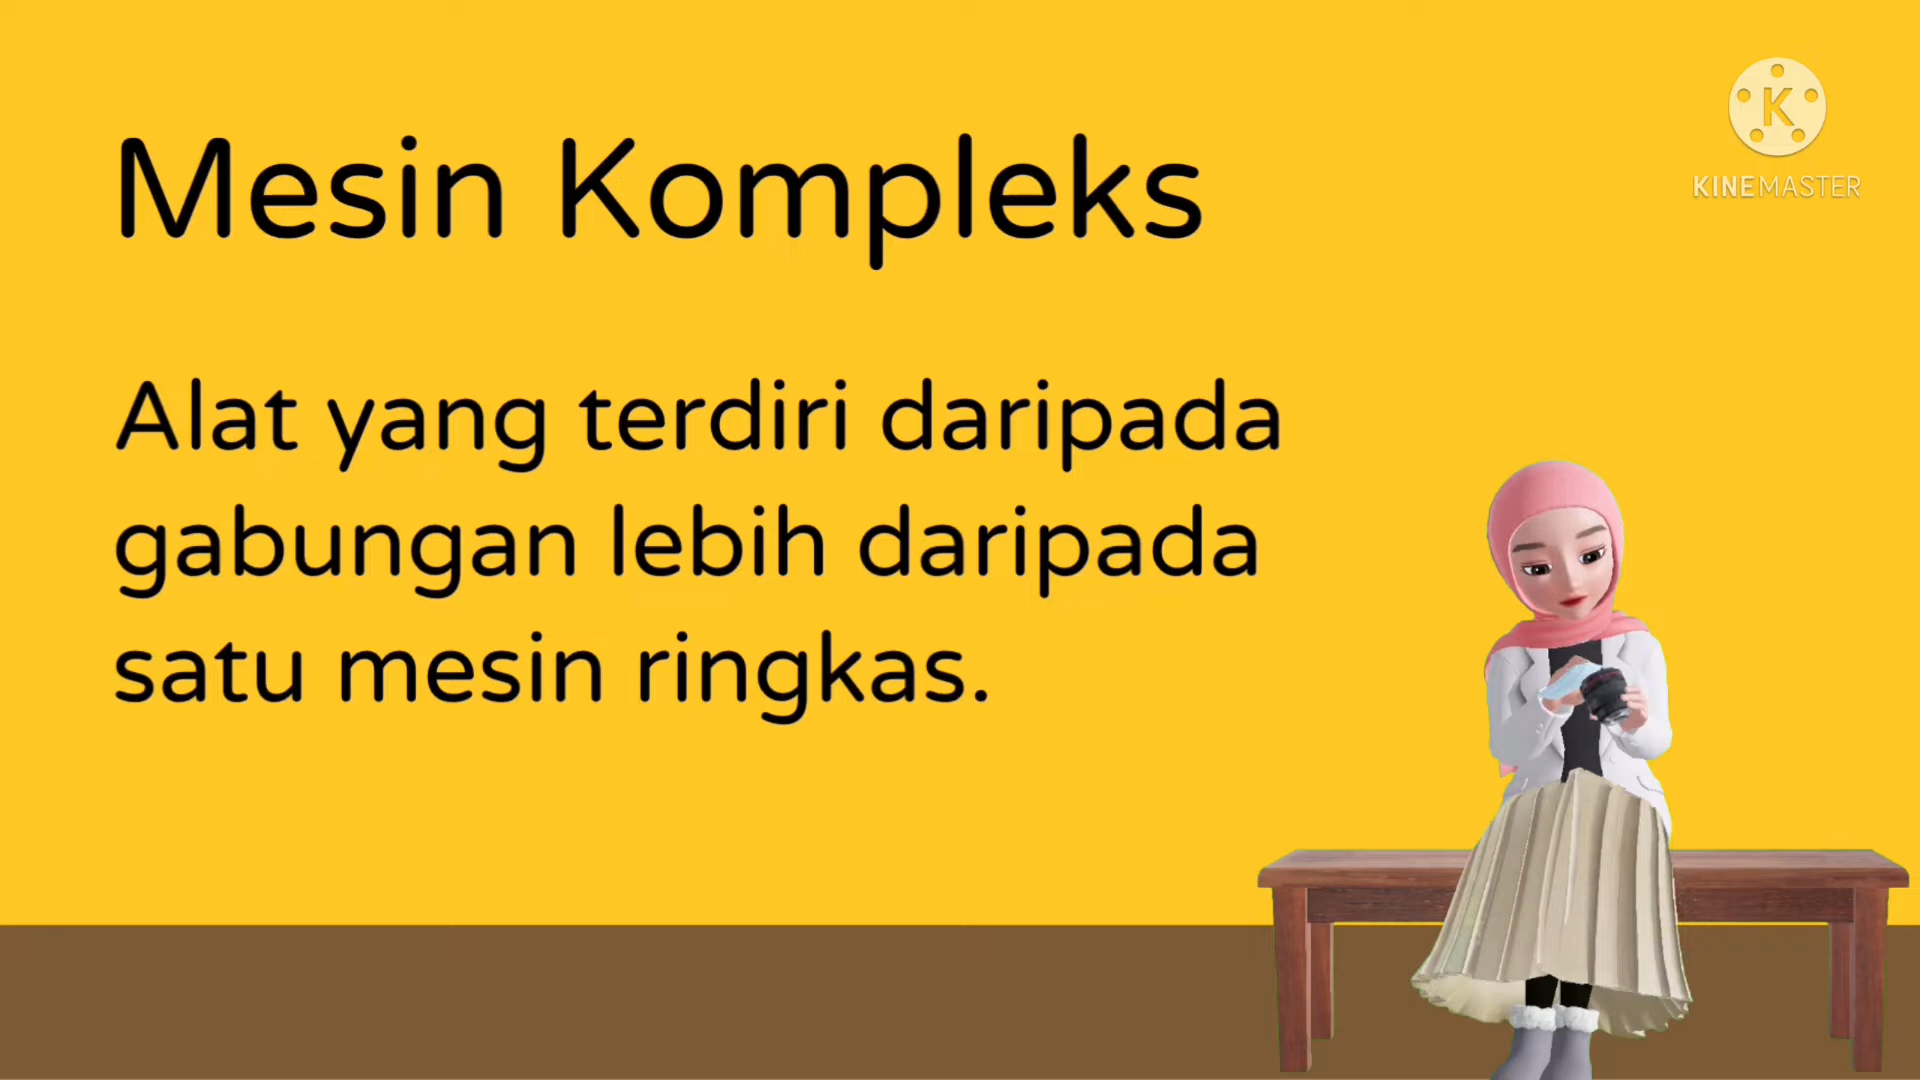 Mesin Kompleks
K
KINEMASTER
Alat yang terdiri daripada
gabungan lebih daripada
satu mesin ringkas.